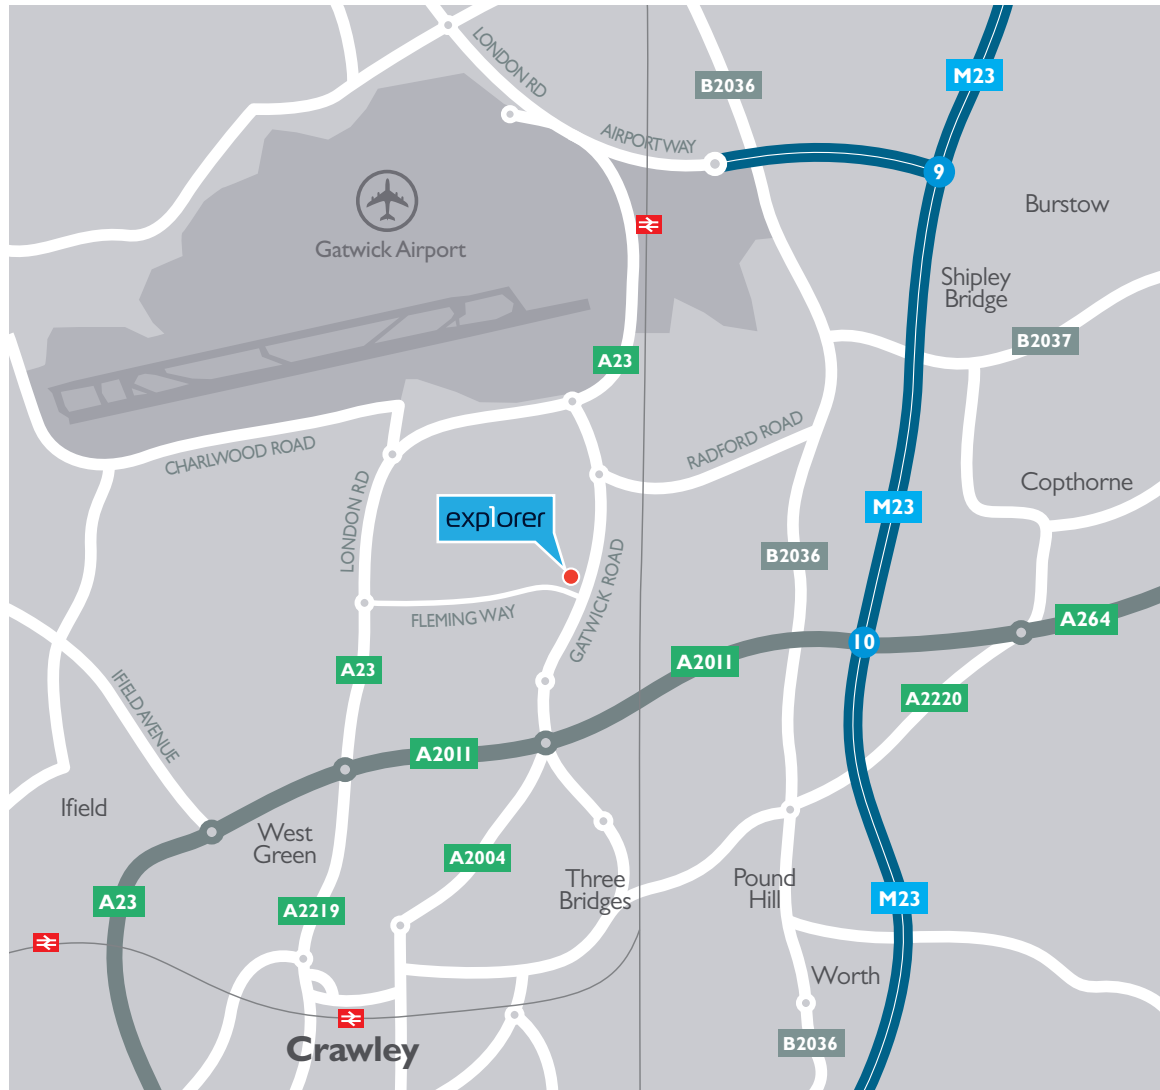 LONDON RD
M23
B2036
AIRPORT WAY
9
Burstow
Gatwick Airport
Shipley
Bridge
B2037
A23
RADFORD ROAD
CHARLWOOD ROAD
LONDON RD
Copthorne
M23
explorer
B2036
GATWICK ROAD
FLEMING WAY
A264
10
A2011
A23
A2220
IFIELD AVENUE
A2011
Ifield
West
Green
A2004
Three
Bridges
Pound
Hill
M23
A23
A2219
Worth
Crawley
B2036